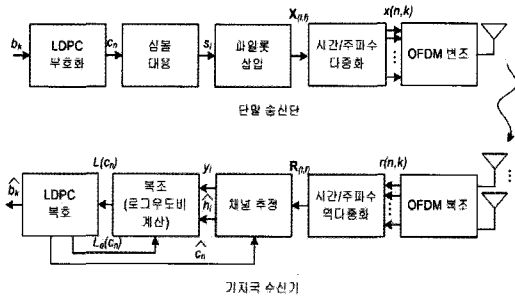 b_k
LDPC
부호화
c_n
심볼
대응
s_i
파일롯
삽입
X_(t,f)
시간/주파수
다중화
x(n,k)
OFDM 변조
단말 송신단
b̂_k
LDPC
복호
L(c_n)
L_e(c_n)
복조
(로그우도비
계산)
y_i
ĥ_i
ĉ_n
채널 추정
R_(t,f)
시간/주파수
역다중화
r(n,k)
OFDM 복조
기지국 수신기